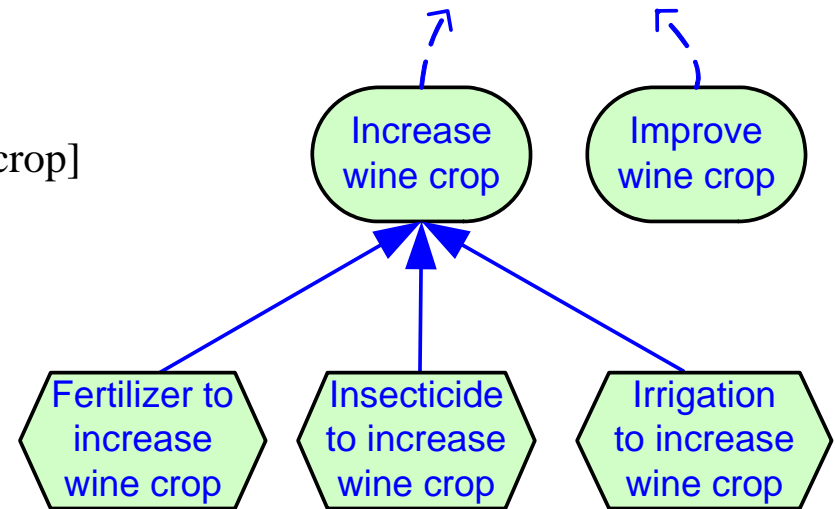 Increase
wine crop
Improve
wine crop
crop]
Fertilizer to
increase
wine crop
Insecticide
to increase
wine crop
Irrigation
to increase
wine crop